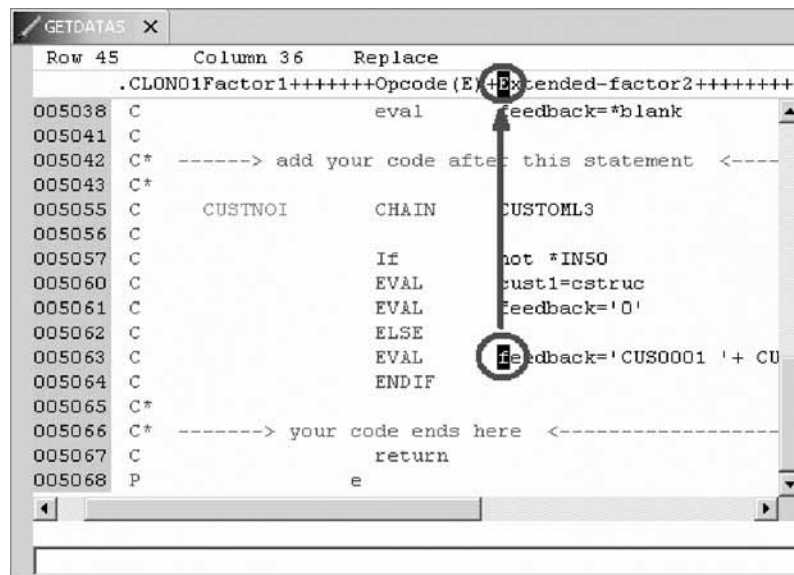 GETDATAS X
Row 45 Column 36 Replace
.CLON01Factor1+++++++Opcode(E)+Extended-factor2++++++++
005038 C eval feedback=*blank
005041 C
005042 C* ------> add your code after this statement <----
005043 C*
005055 C CUSTNOI CHAIN CUSTOML3
005056 C
005057 C If not *IN50
005060 C EVAL cust1=cstruc
005061 C EVAL feedback='0'
005062 C ELSE
005063 C EVAL feedback='CUS0001 '+ CU
005064 C ENDIF
005065 C*
005066 C* -------> your code ends here <-----------------
005067 C return
005068 P e